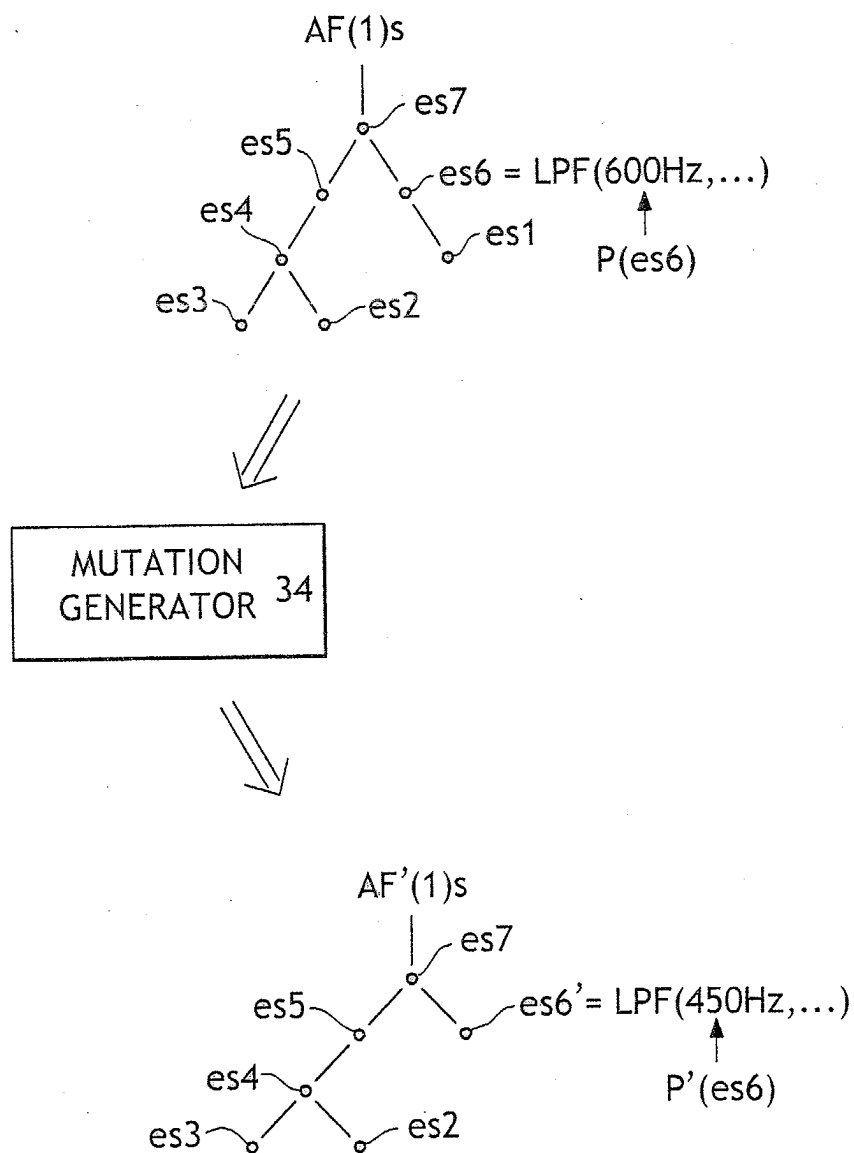 AF(1)s
es7
es5
es6 = LPF(600Hz,...)
es4
es1
P(es6)
es3
es2
MUTATION
GENERATOR 34
AF'(1)s
es7
es5
es6'= LPF(450Hz,...)
es4
P'(es6)
es3
es2